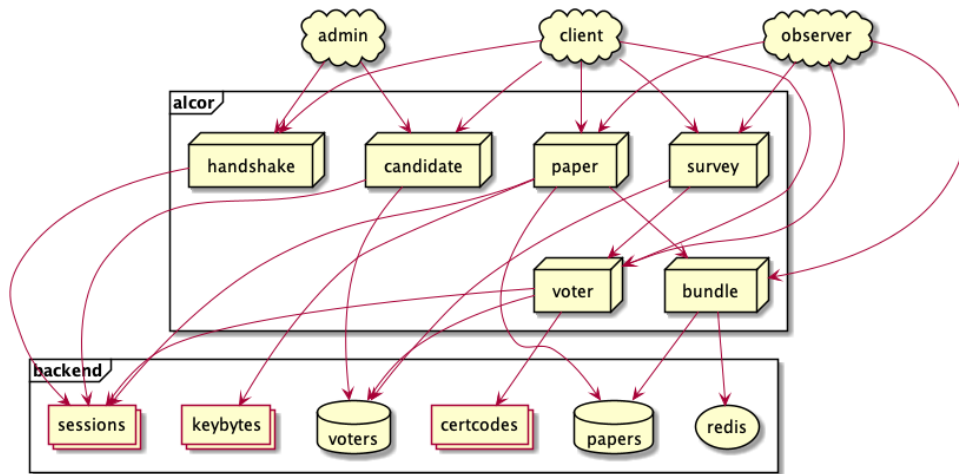 admin
client
observer
alcor
handshake
candidate
paper
survey
voter
bundle
backend
sessions
keybytes
voters
certcodes
papers
redis